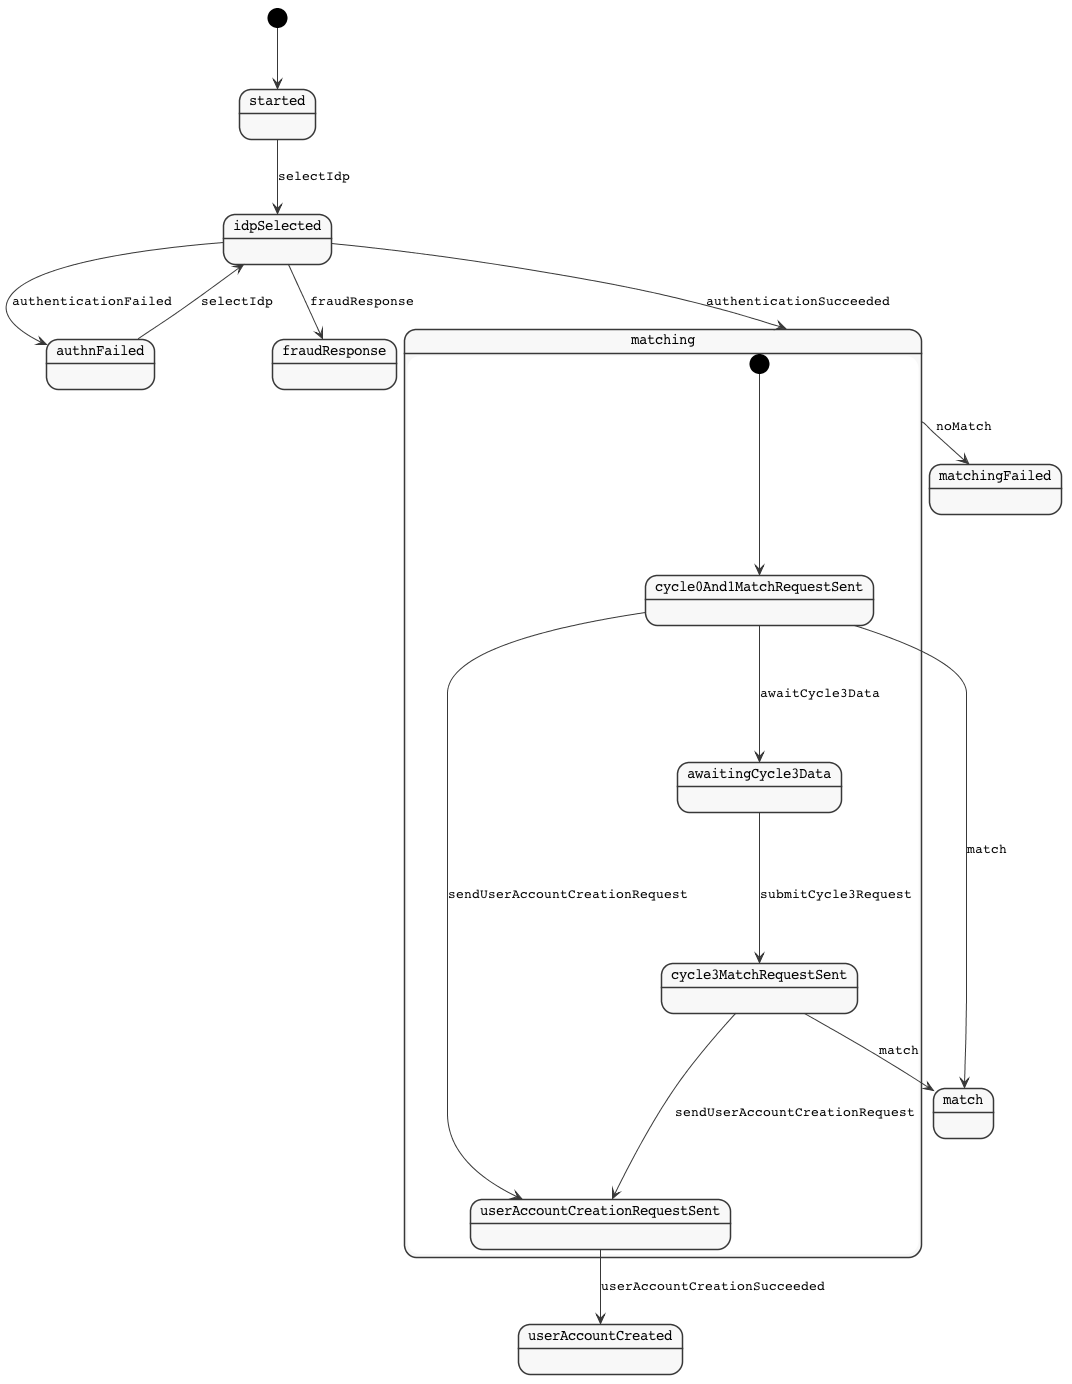 started
selectIdp
idpSelected
authenticationFailed
selectIdp
fraudResponse
authenticationSucceeded
authnFailed
fraudResponse
matching
noMatch
matchingFailed
cycle0And1MatchRequestSent
awaitCycle3Data
awaitingCycle3Data
match
sendUserAccountCreationRequest
submitCycle3Request
cycle3MatchRequestSent
match
match
sendUserAccountCreationRequest
userAccountCreationRequestSent
userAccountCreationSucceeded
userAccountCreated